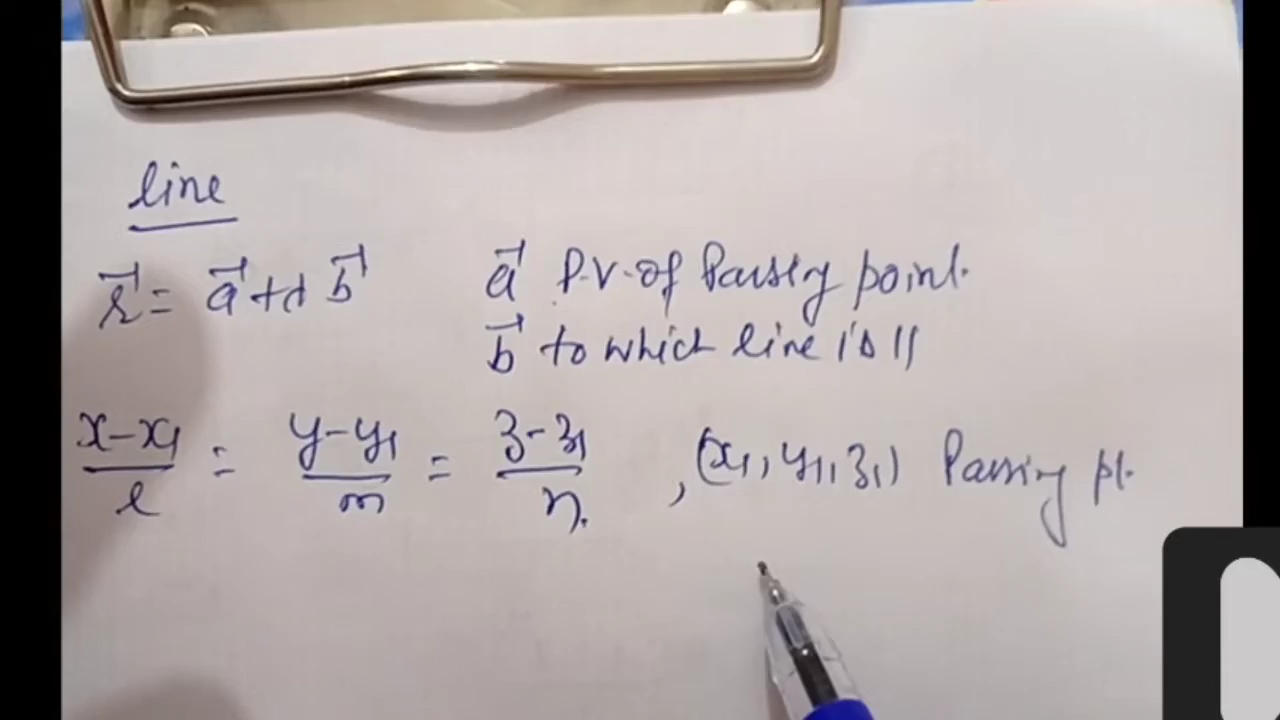 line
r⃗ = a⃗ + λ b⃗    a⃗ P.V. of Passing point.
b⃗ to which line is ||
(x-x₁)/l = (y-y₁)/m = (z-z₁)/n , (x₁, y₁, z₁) Passing pt.